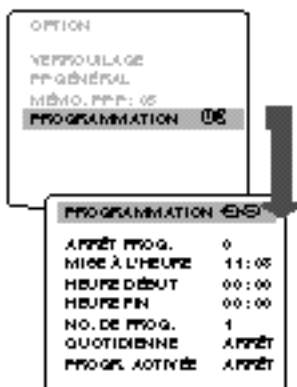 OPTION
VERROUILAGE
PP GÉNÉRAL
MÉMO. PPP: 05
PROGRAMMATION
PROGRAMMATION
ARRÊT PROG. 0
MISE À L'HEURE 11:05
HEURE DÉBUT 00:00
HEURE FIN 00:00
NO. DE PROG. 1
QUOTIDIENNE ARRÊT
PROGR. ACTIVÉE ARRÊT